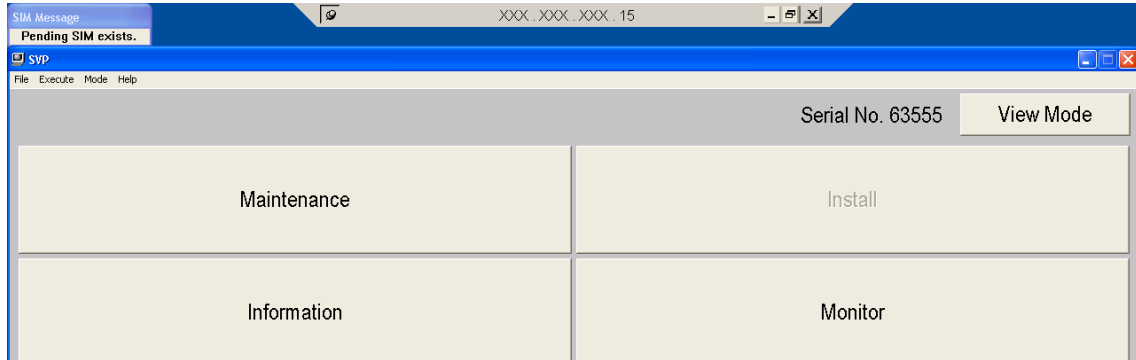 SIM Message
Pending SIM exists.
XXX . XXX . XXX . 15
SVP
File Execute Mode Help
Serial No. 63555
View Mode
Maintenance
Install
Information
Monitor